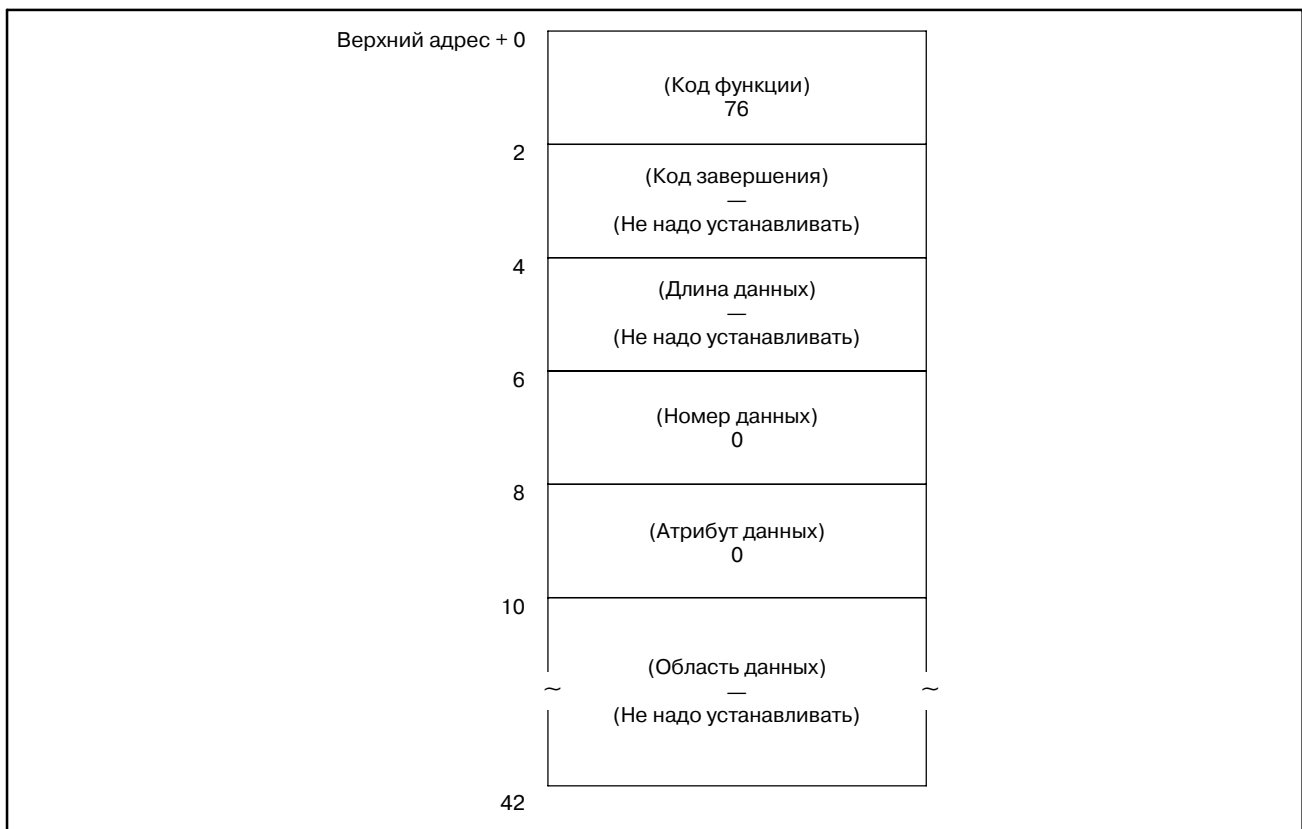 Верхний адрес + 0
(Код функции)
76
2
(Код завершения)
—
(Не надо устанавливать)
4
(Длина данных)
—
(Не надо устанавливать)
6
(Номер данных)
0
8
(Атрибут данных)
0
10
(Область данных)
—
(Не надо устанавливать)
~
~
42